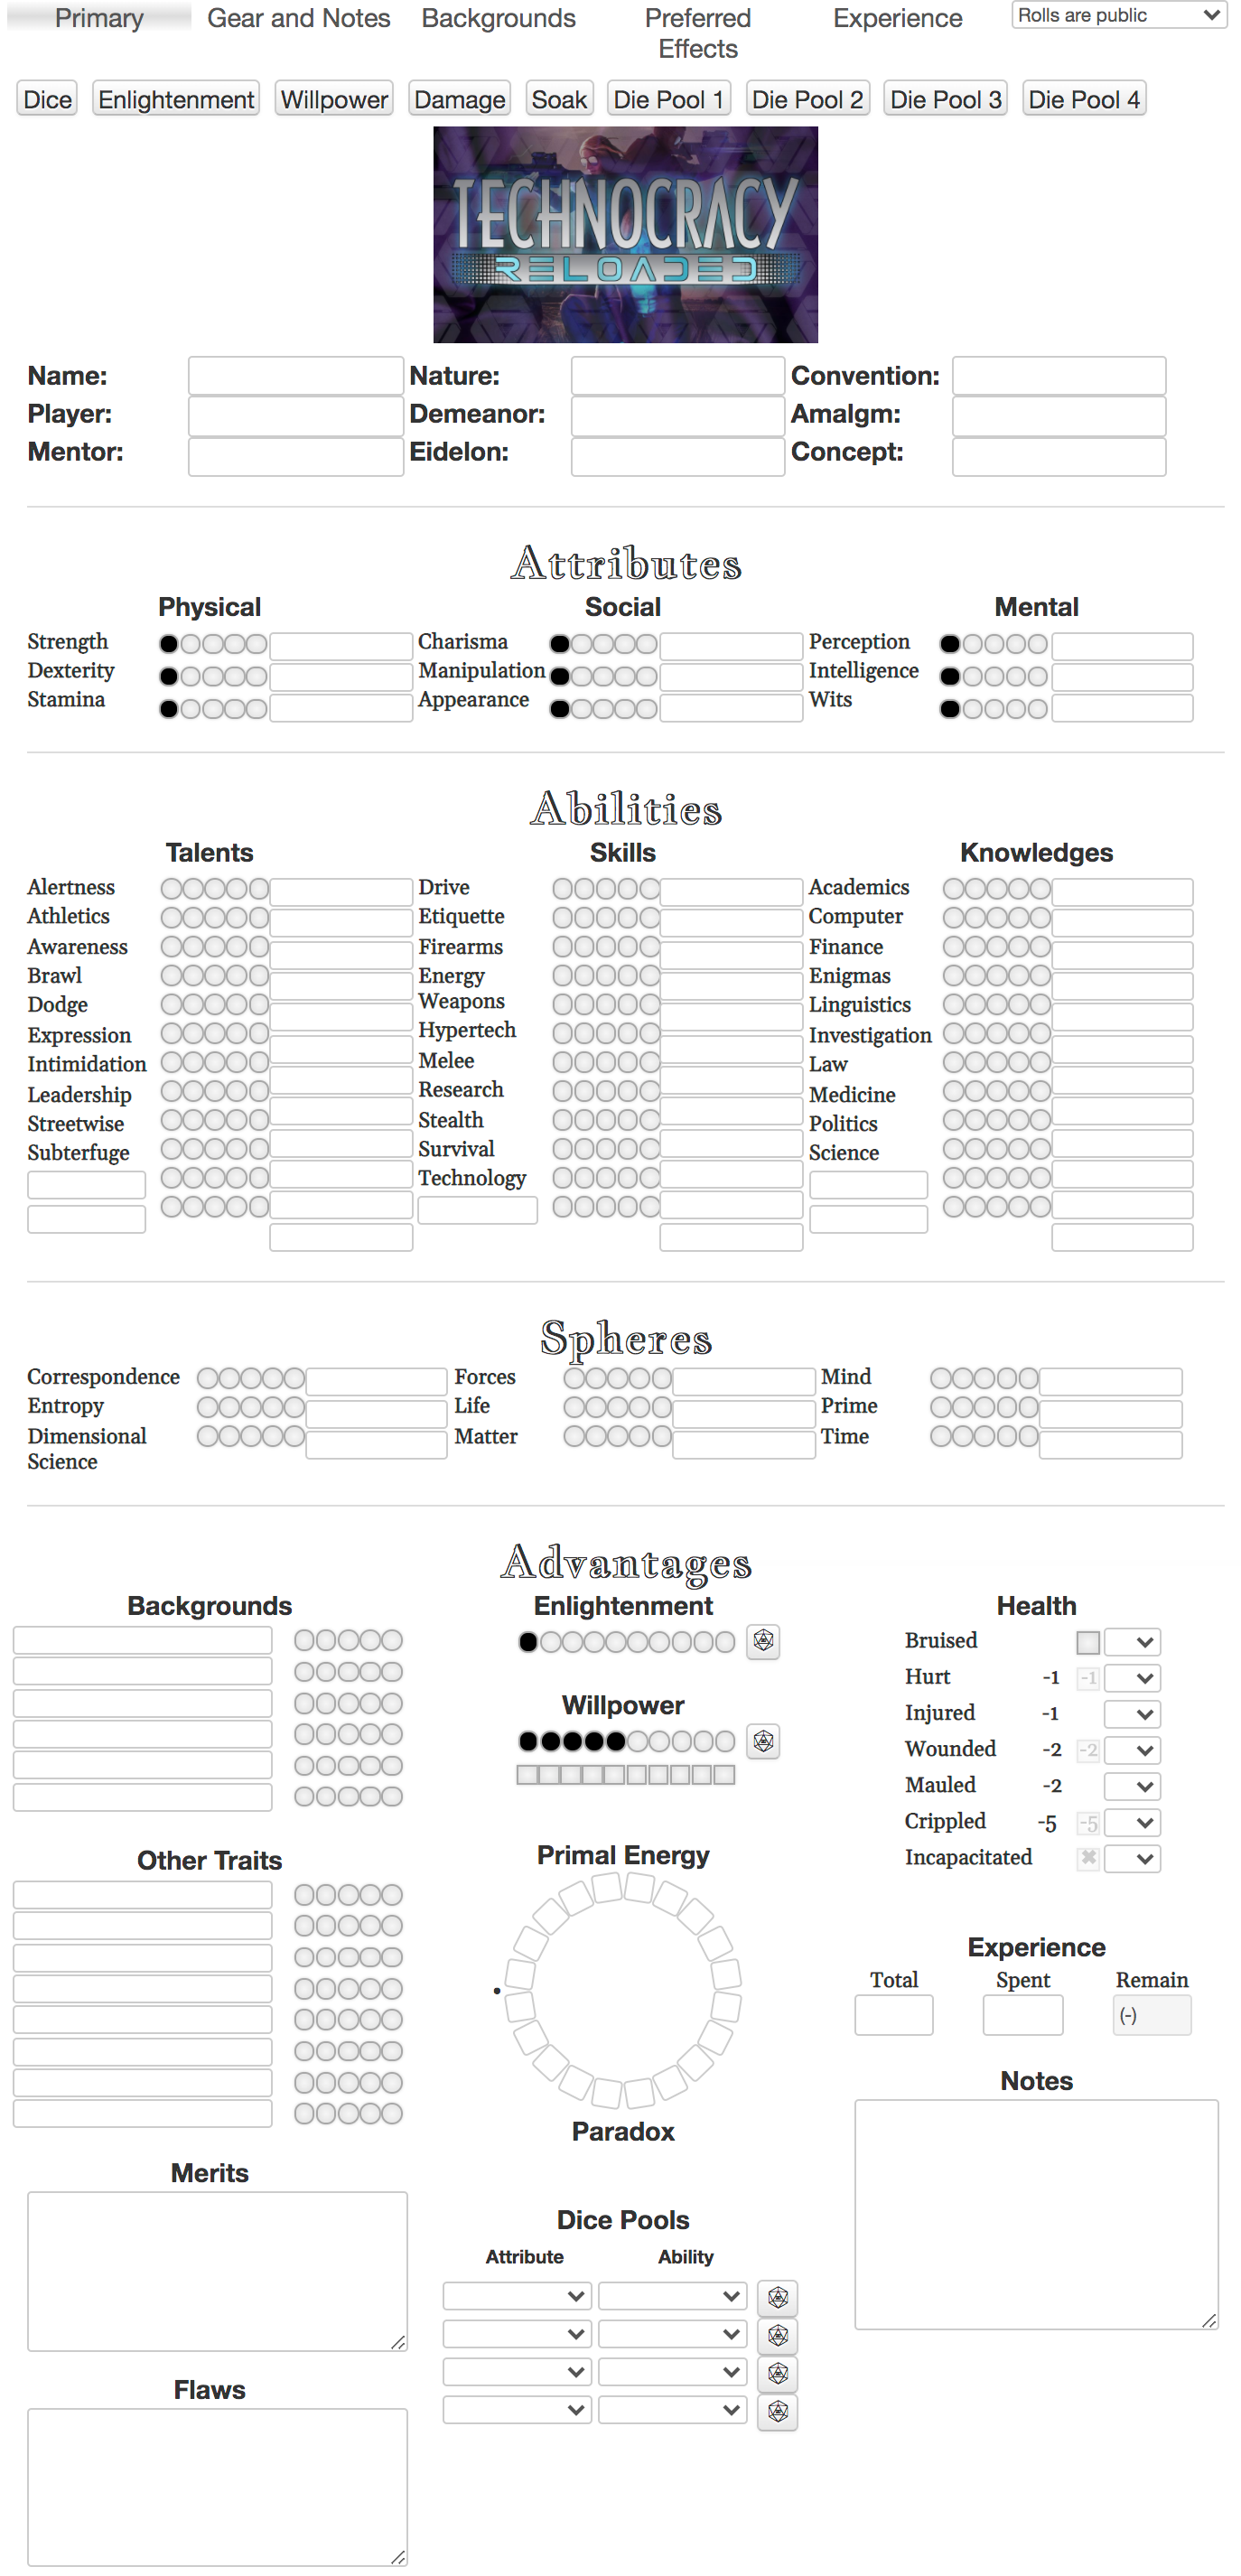 Primary Gear and Notes Backgrounds Preferred Effects Experience Rolls are public
Dice Enlightenment Willpower Damage Soak Die Pool 1 Die Pool 2 Die Pool 3 Die Pool 4
TECHNOCRACY
RELOADED
Name: Nature: Convention:
Player: Demeanor: Amalgm:
Mentor: Eidelon: Concept:
Attributes
Physical Social Mental
Strength Charisma Perception
Dexterity Manipulation Intelligence
Stamina Appearance Wits
Abilities
Talents Skills Knowledges
Alertness Drive Academics
Athletics Etiquette Computer
Awareness Firearms Finance
Brawl Energy Weapons Enigmas
Dodge Hypertech Linguistics
Expression Melee Investigation
Intimidation Research Law
Leadership Stealth Medicine
Streetwise Survival Politics
Subterfuge Technology Science
Spheres
Correspondence Forces Mind
Entropy Life Prime
Dimensional Science Matter Time
Advantages
Backgrounds Enlightenment Health
Bruised
Hurt -1 -1
Injured -1
Willpower
Wounded -2 -2
Mauled -2
Crippled -5 -5
Incapacitated ✖
Other Traits Primal Energy
Experience
Total Spent Remain
(-)
Notes
Paradox
Merits
Dice Pools
Attribute Ability
Flaws